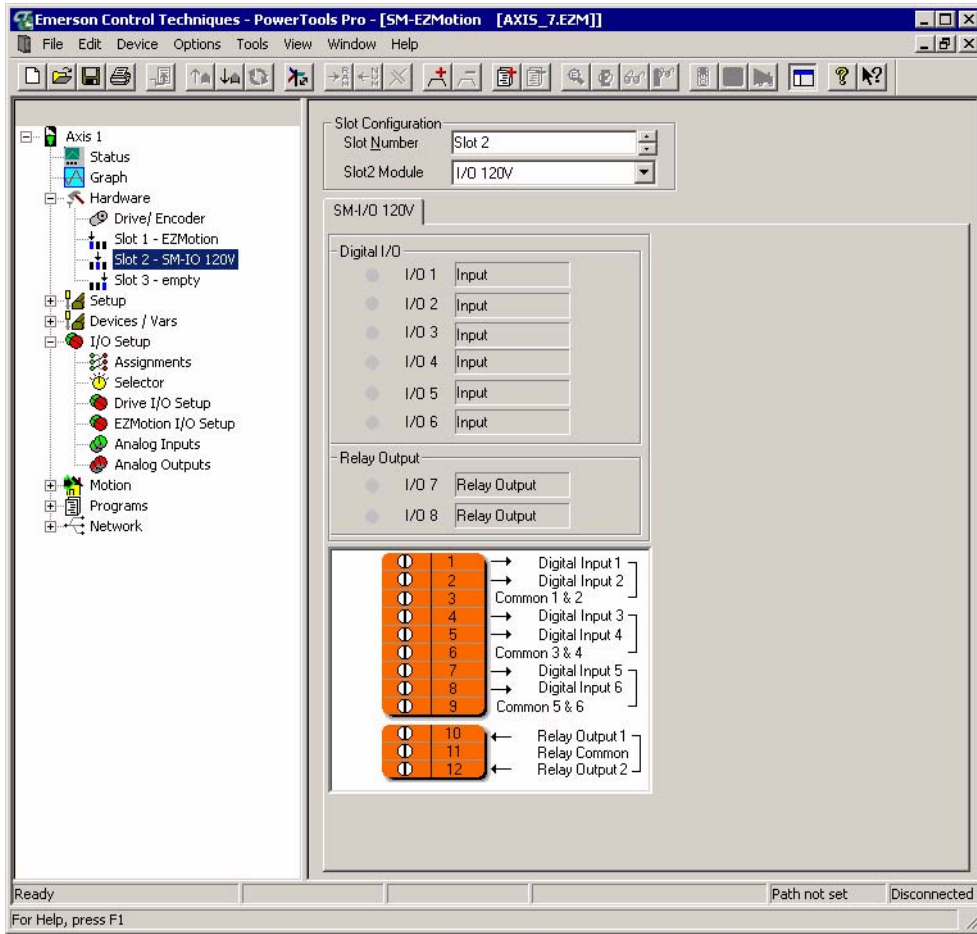 Emerson Control Techniques - PowerTools Pro - [SM-EZMotion [AXIS_7.EZM]]
File Edit Device Options Tools View Window Help
Axis 1
Status
Graph
Hardware
Drive/ Encoder
Slot 1 - EZMotion
Slot 2 - SM-IO 120V
Slot 3 - empty
Setup
Devices / Vars
I/O Setup
Assignments
Selector
Drive I/O Setup
EZMotion I/O Setup
Analog Inputs
Analog Outputs
Motion
Programs
Network
Slot Configuration
Slot Number Slot 2
Slot2 Module I/O 120V
SM-I/O 120V
Digital I/O
I/O 1 Input
I/O 2 Input
I/O 3 Input
I/O 4 Input
I/O 5 Input
I/O 6 Input
Relay Output
I/O 7 Relay Output
I/O 8 Relay Output
1 Digital Input 1
2 Digital Input 2
3 Common 1 & 2
4 Digital Input 3
5 Digital Input 4
6 Common 3 & 4
7 Digital Input 5
8 Digital Input 6
9 Common 5 & 6
10 Relay Output 1
11 Relay Common
12 Relay Output 2
Ready Path not set Disconnected
For Help, press F1